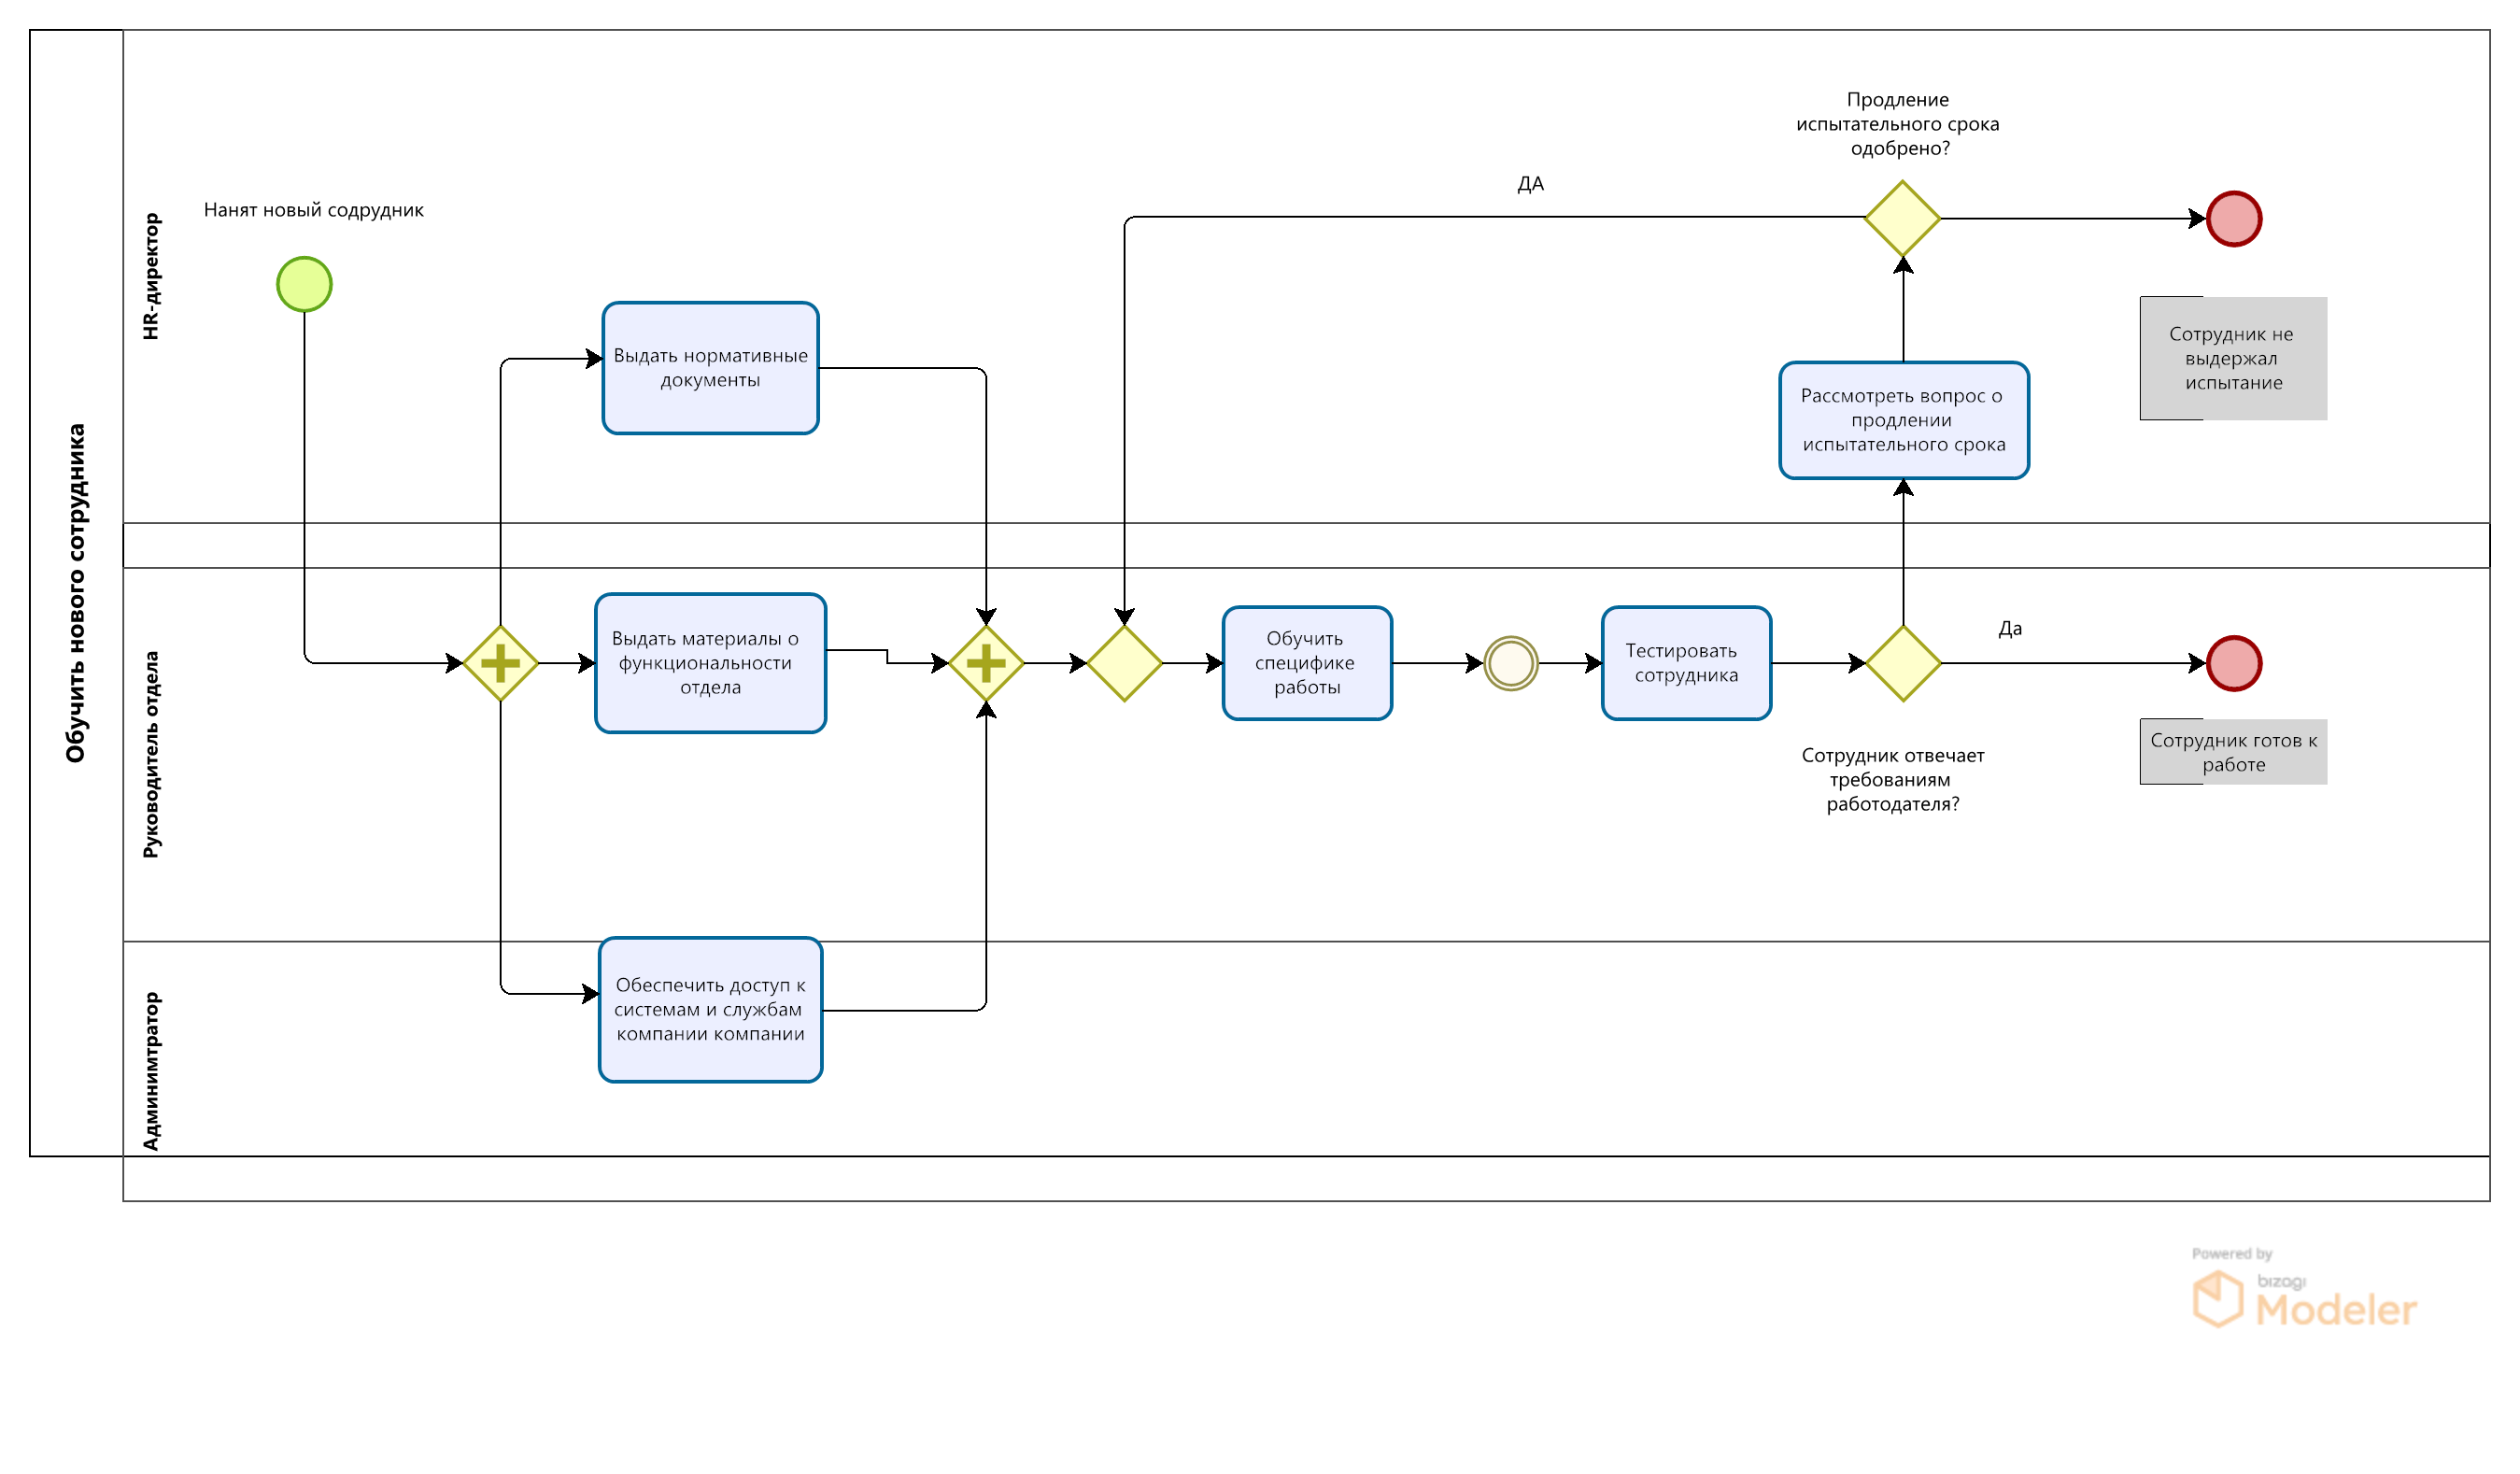 Обучить нового сотрудника
HR-директор
Нанят новый содрудник
Выдать нормативные
документы
ДА
Продление
испытательного срока
одобрено?
Рассмотреть вопрос о
продлении
испытательного срока
Сотрудник не
выдержал
испытание
Руководитель отдела
Выдать материалы о
функциональности
отдела
Обучить
специфике
работы
Тестировать
сотрудника
Да
Сотрудник отвечает
требованиям
работодателя?
Сотрудник готов к
работе
Админимтратор
Обеспечить доступ к
системам и службам
компании компании
Powered by
bizagi
Modeler